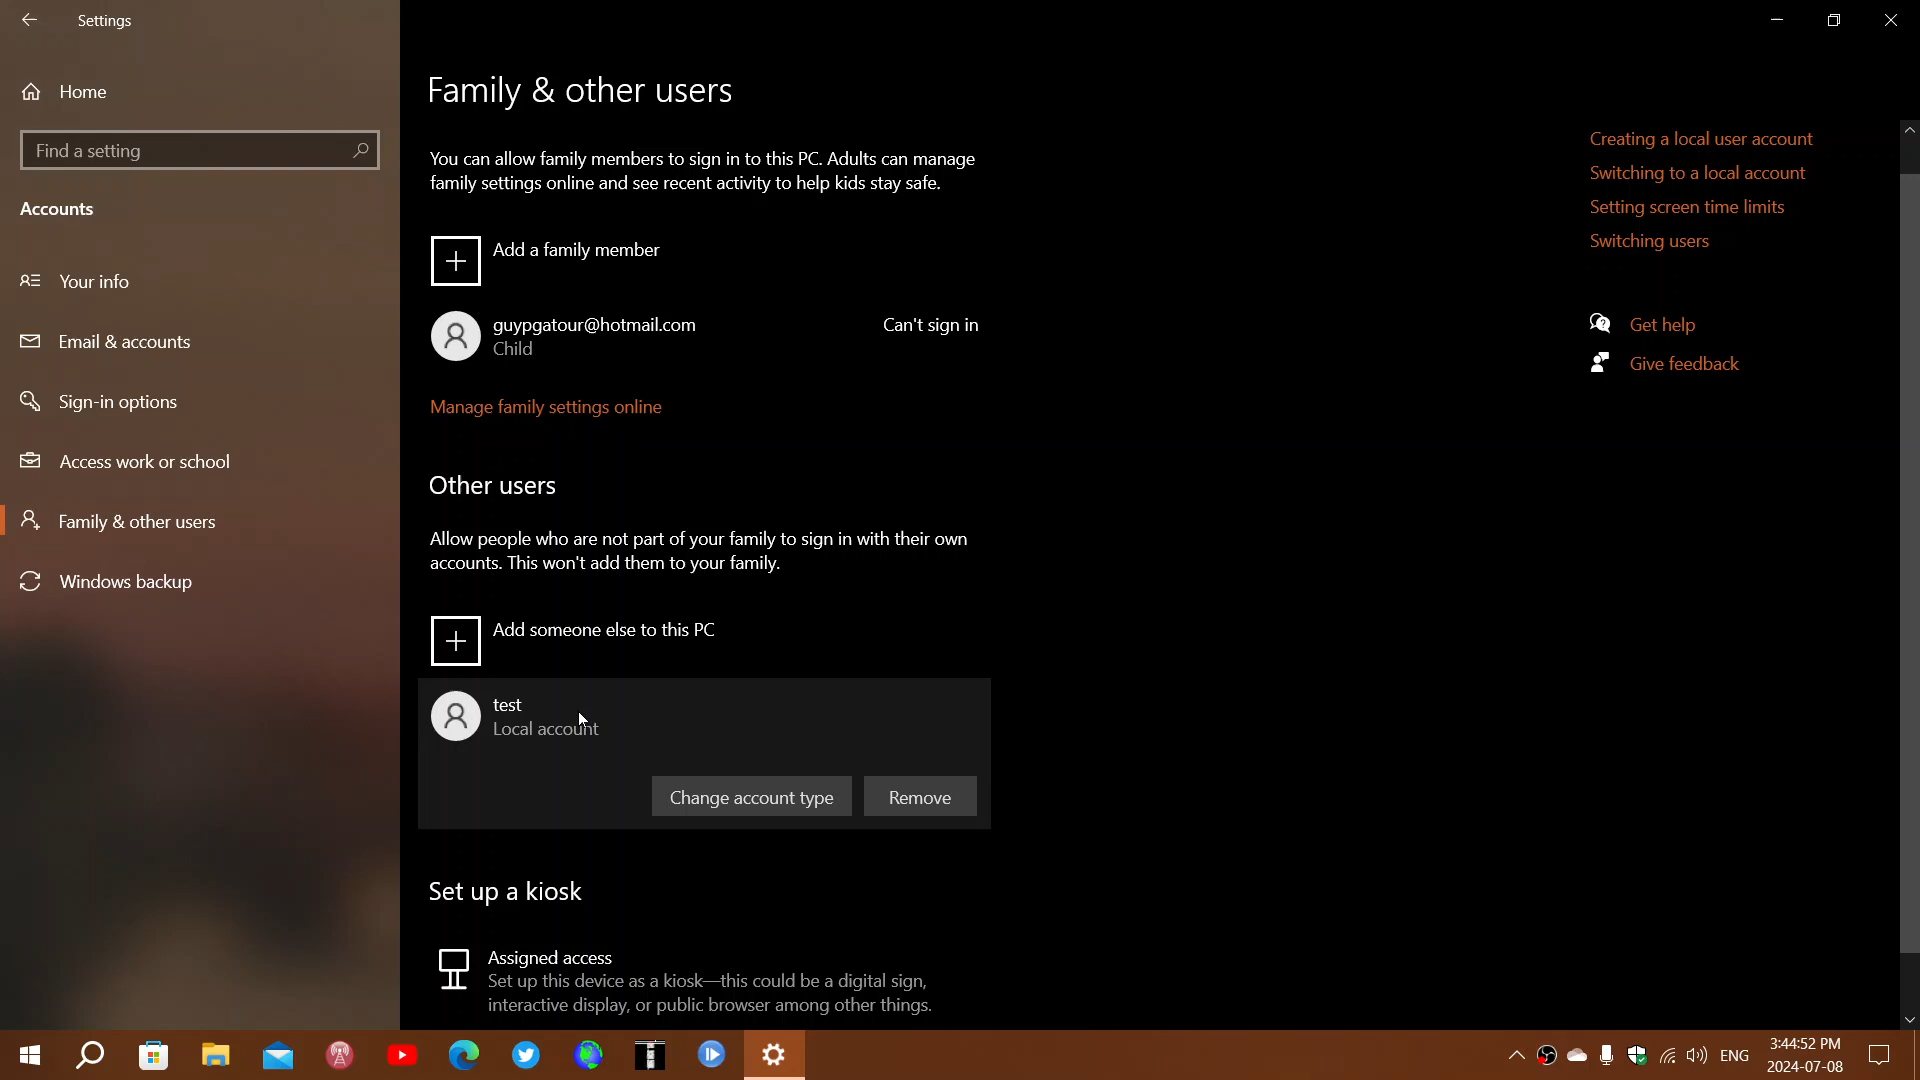 Settings
Home
Find a setting
Accounts
Your info
Email & accounts
Sign-in options
Access work or school
Family & other users
Windows backup
Family & other users
You can allow family members to sign in to this PC. Adults can manage
family settings online and see recent activity to help kids stay safe.
Add a family member
guypgatour@hotmail.com
Can't sign in
Child
Manage family settings online
Other users
Allow people who are not part of your family to sign in with their own
accounts. This won't add them to your family.
Add someone else to this PC
test
Local account
Change account type
Remove
Set up a kiosk
Assigned access
Set up this device as a kiosk—this could be a digital sign,
interactive display, or public browser among other things.
Creating a local user account
Switching to a local account
Setting screen time limits
Switching users
Get help
Give feedback
ENG
3:44:52 PM
2024-07-08